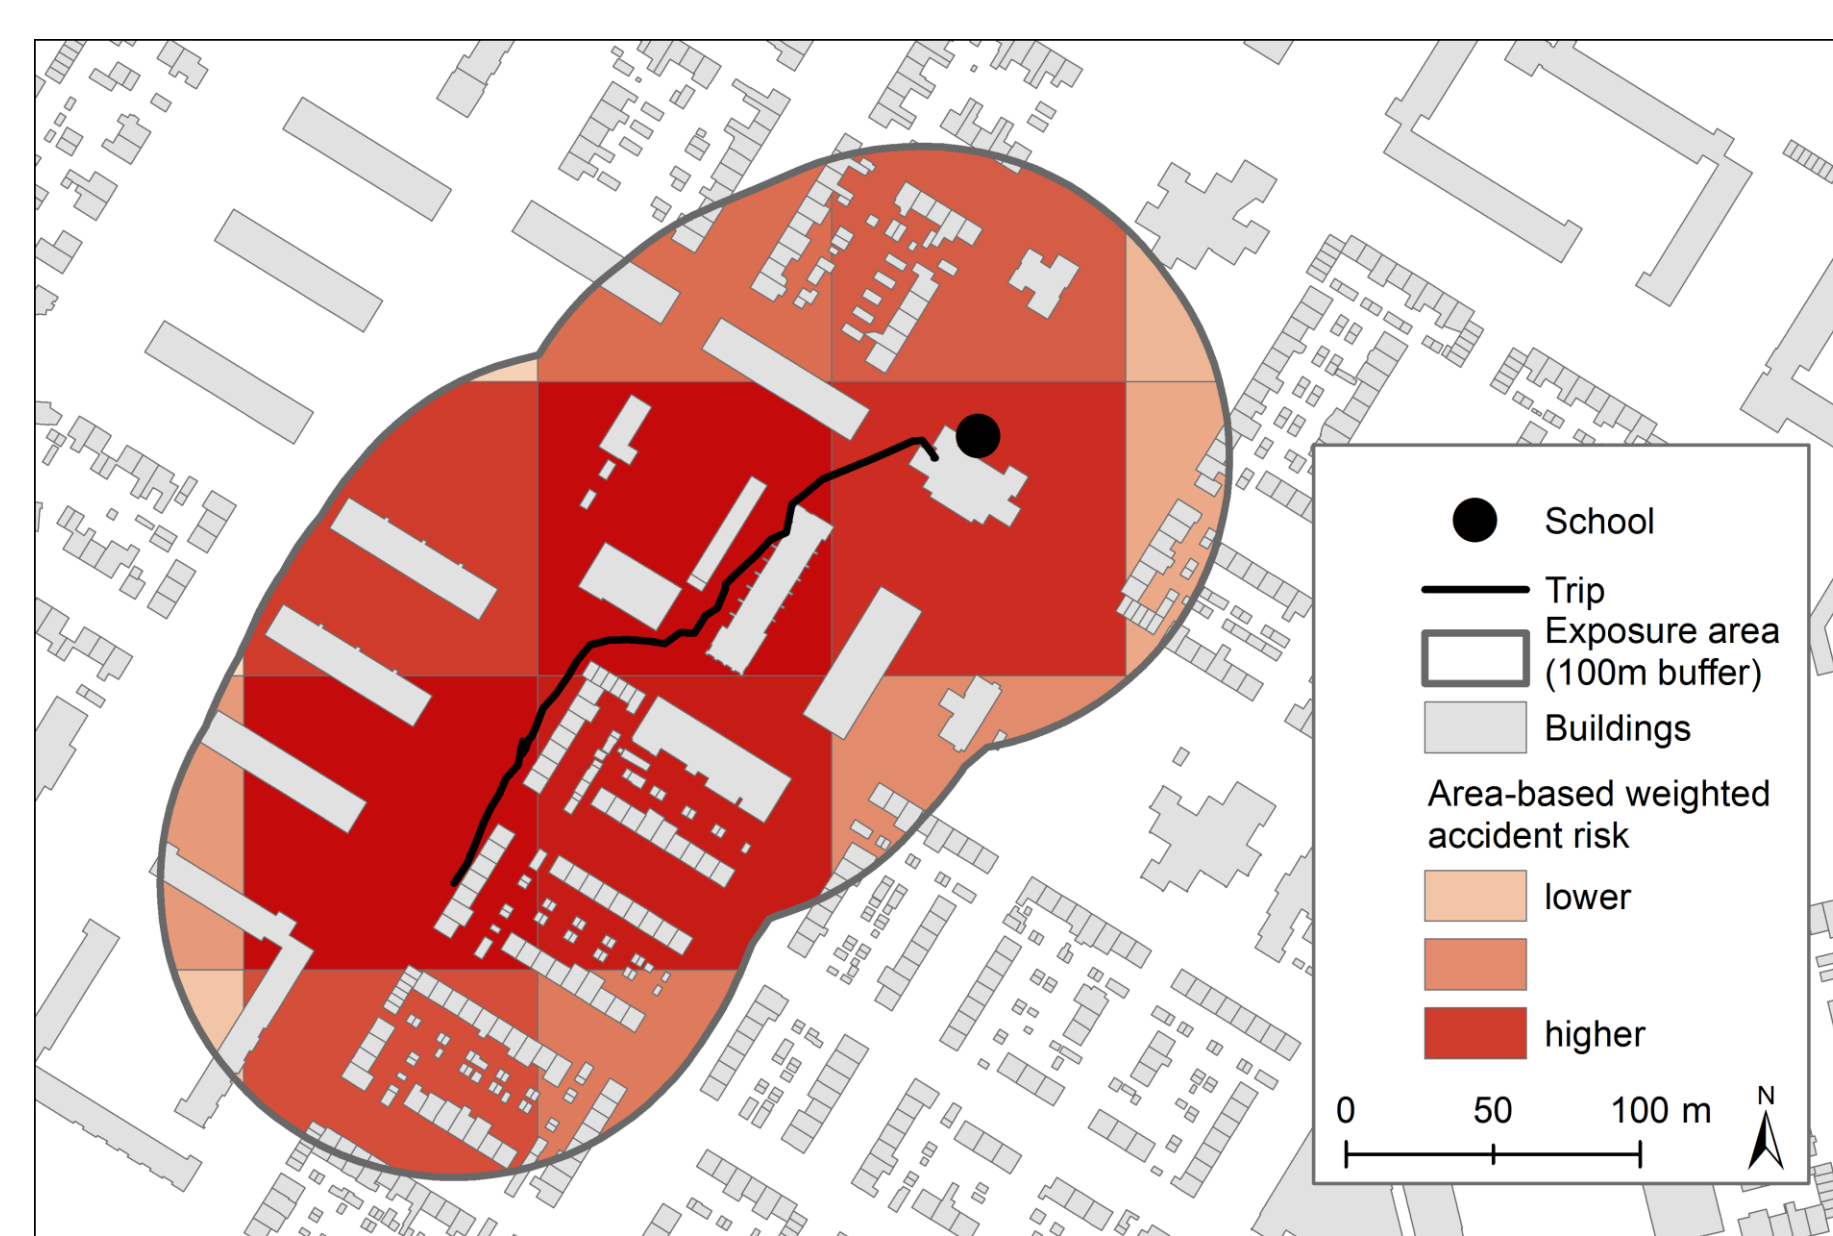 School
Trip
Exposure area
(100m buffer)
Buildings
Area-based weighted
accident risk
lower
higher
0 50 100 m
N